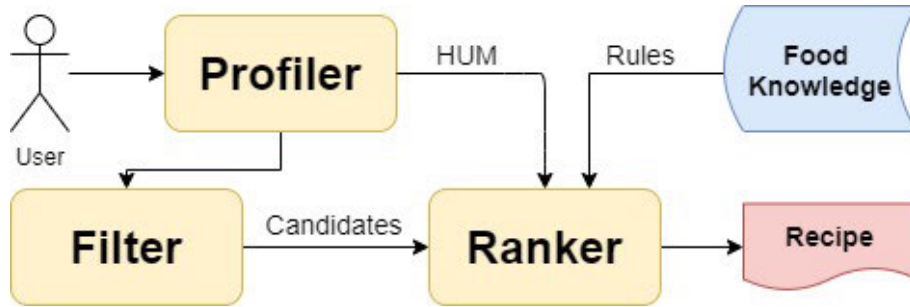 Profiler
HUM
Rules
Food
Knowledge
User
Filter
Candidates
Ranker
Recipe